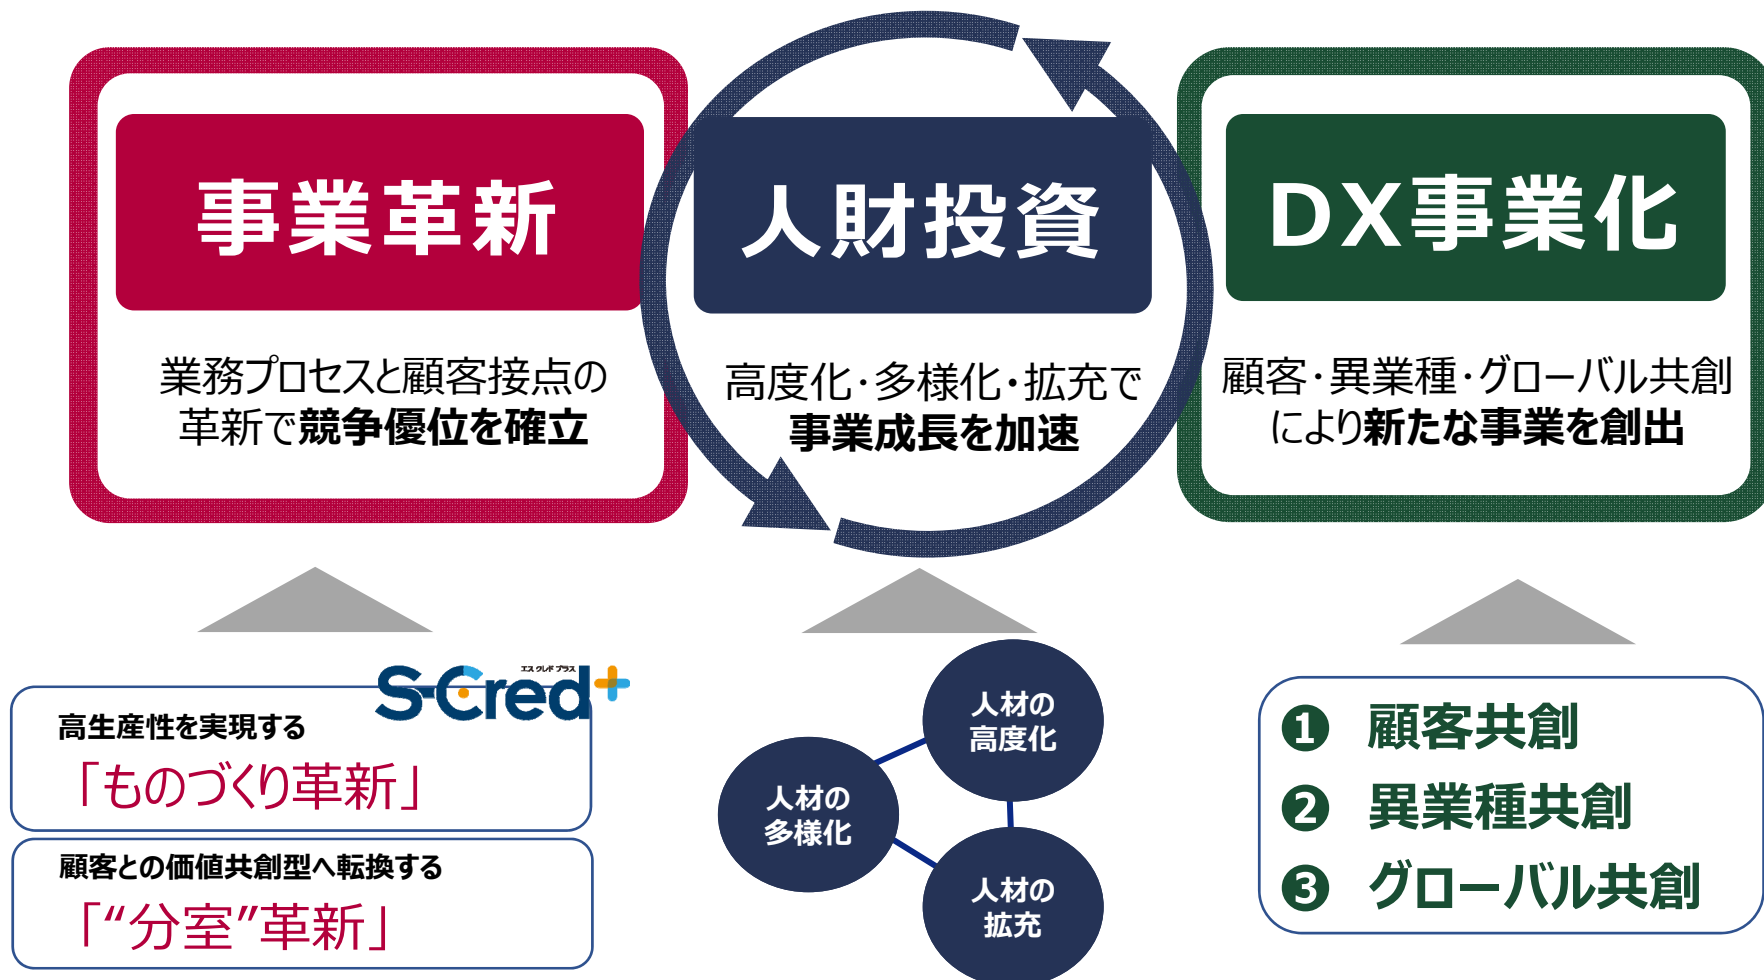 事業革新
業務プロセスと顧客接点の
革新で競争優位を確立
人財投資
高度化・多様化・拡充で
事業成長を加速
DX事業化
顧客・異業種・グローバル共創
により新たな事業を創出
エス クレド プラス
S-Cred+
高生産性を実現する
「ものづくり革新」
顧客との価値共創型へ転換する
「“分室”革新」
人材の
高度化
人材の
多様化
人材の
拡充
❶ 顧客共創
❷ 異業種共創
❸ グローバル共創